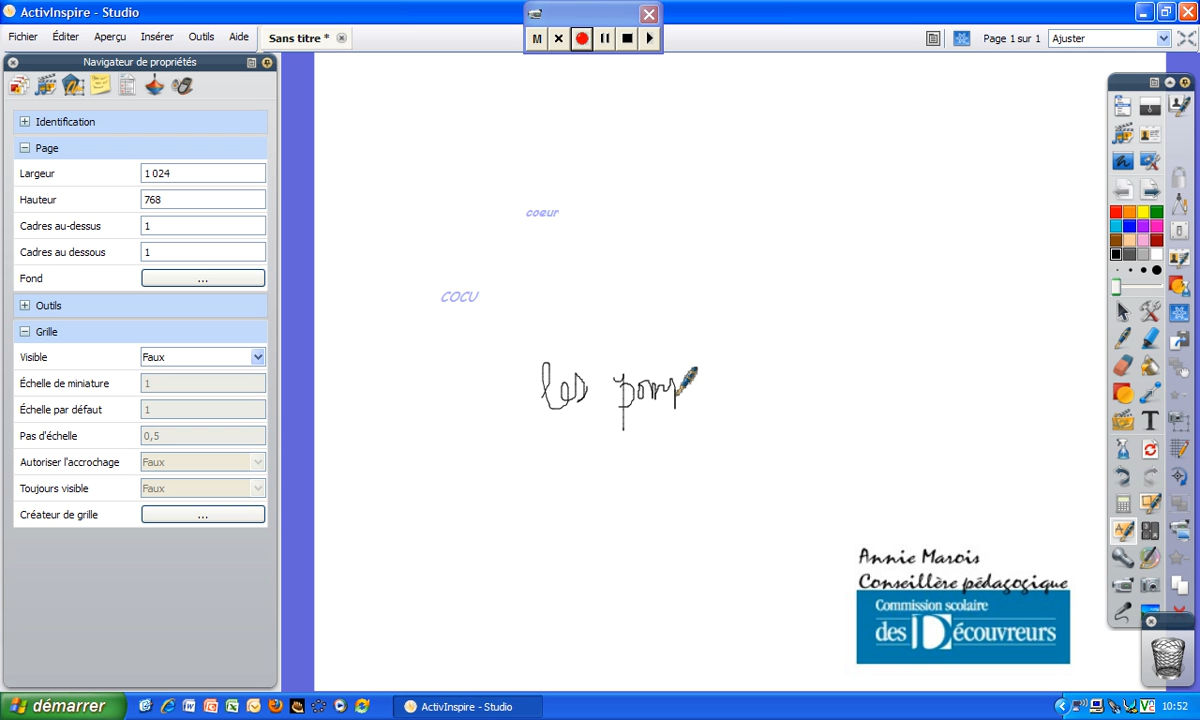 ActivInspire - Studio
Fichier Éditer Aperçu Insérer Outils Aide
Sans titre *
M
Page 1 sur 1
Ajuster
Navigateur de propriétés
Identification
Page
Largeur 1 024
Hauteur 768
Cadres au-dessus 1
Cadres au dessous 1
Fond ...
Outils
Grille
Visible Faux
Échelle de miniature 1
Échelle par défaut 1
Pas d'échelle 0,5
Autoriser l'accrochage Faux
Toujours visible Faux
Créateur de grille ...
coeur
COCU
les pom
T
Annie Marois
Conseillère pédagogique
Commission scolaire
des Découvreurs
démarrer
ActivInspire - Studio
10:52